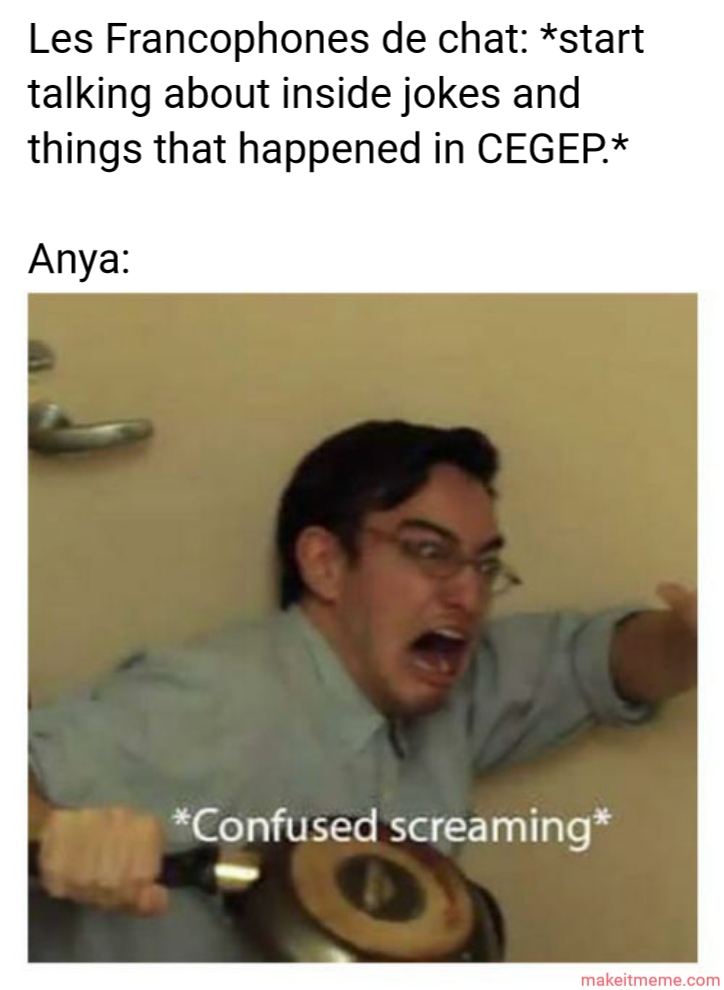 Les Francophones de chat: *start
talking about inside jokes and
things that happened in CEGEP.*
Anya:
*Confused screaming*
makeitmeme.com